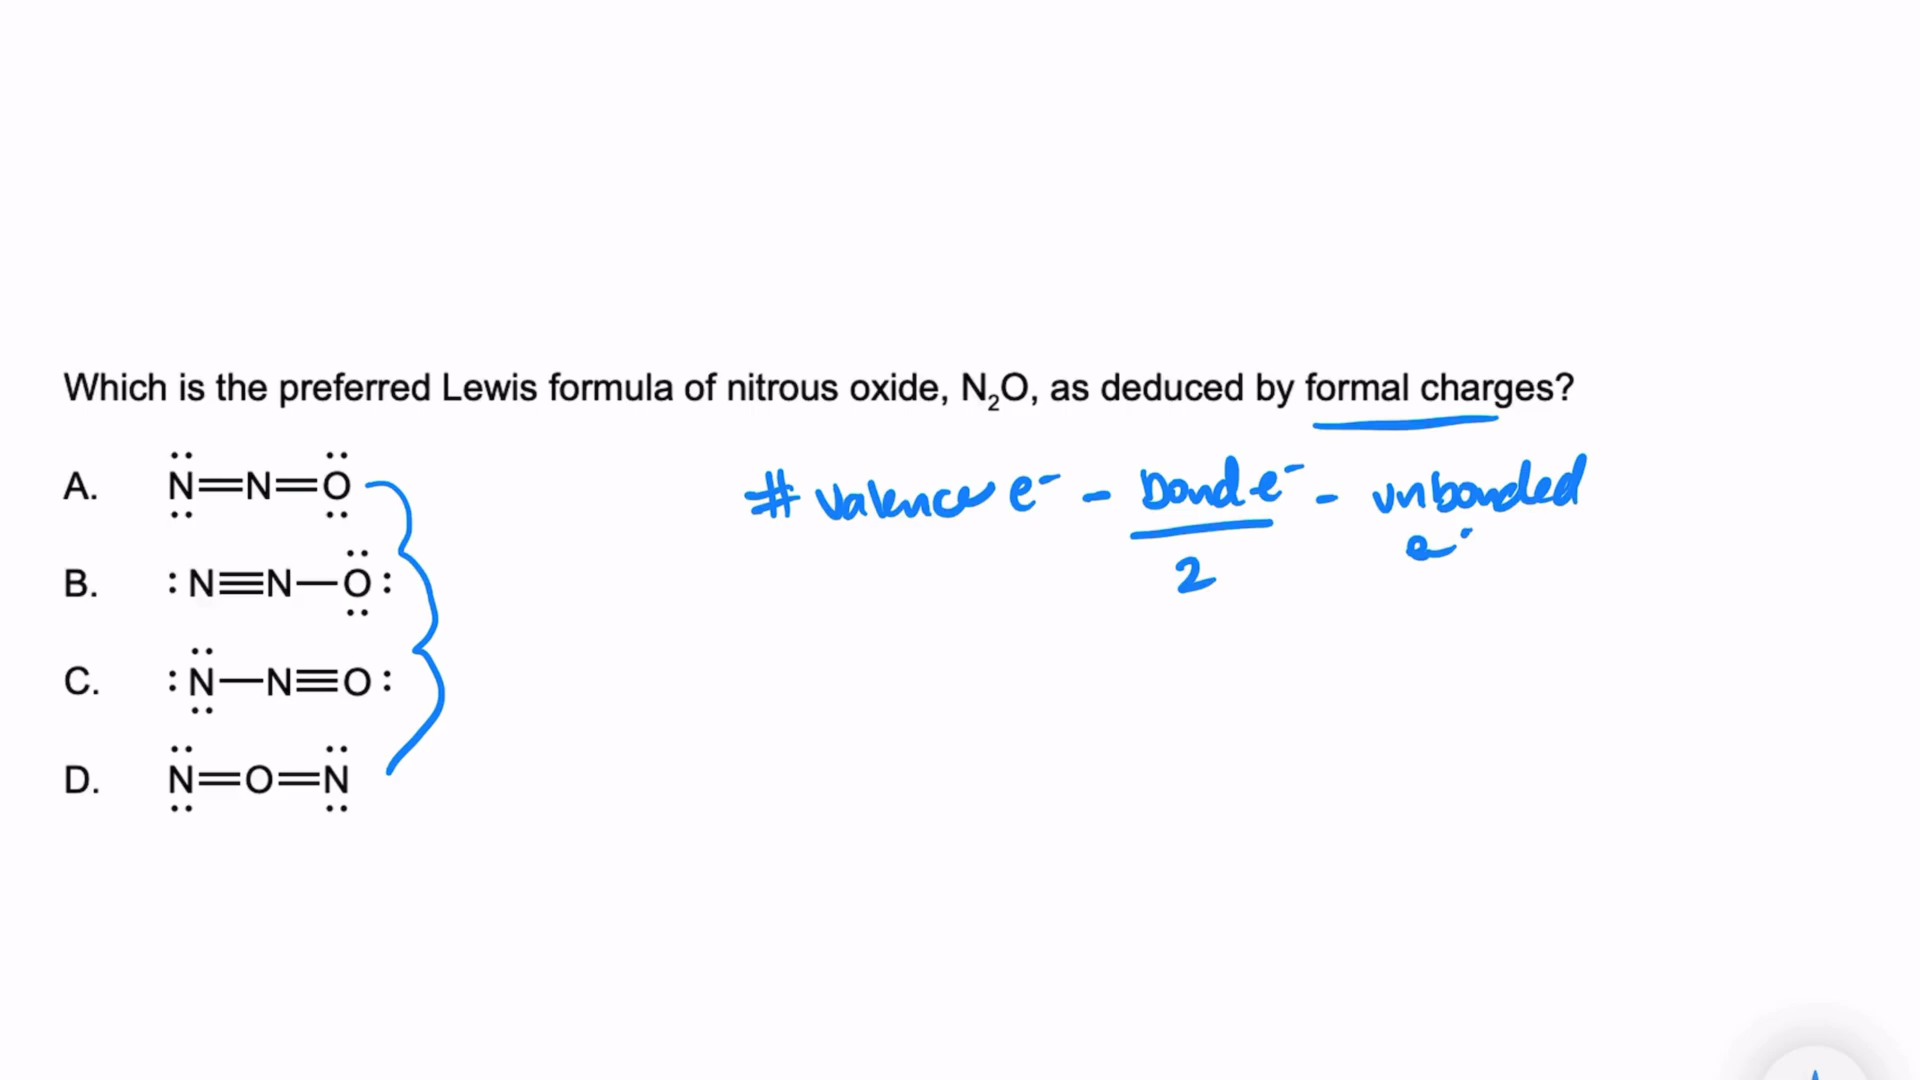 Which is the preferred Lewis formula of nitrous oxide, N₂O, as deduced by formal charges?
A. N=N=O
B. :N≡N—O:
C. :N—N≡O:
D. N=O=N
# valence e⁻ - bond e⁻ - unbonded
e⁻
2